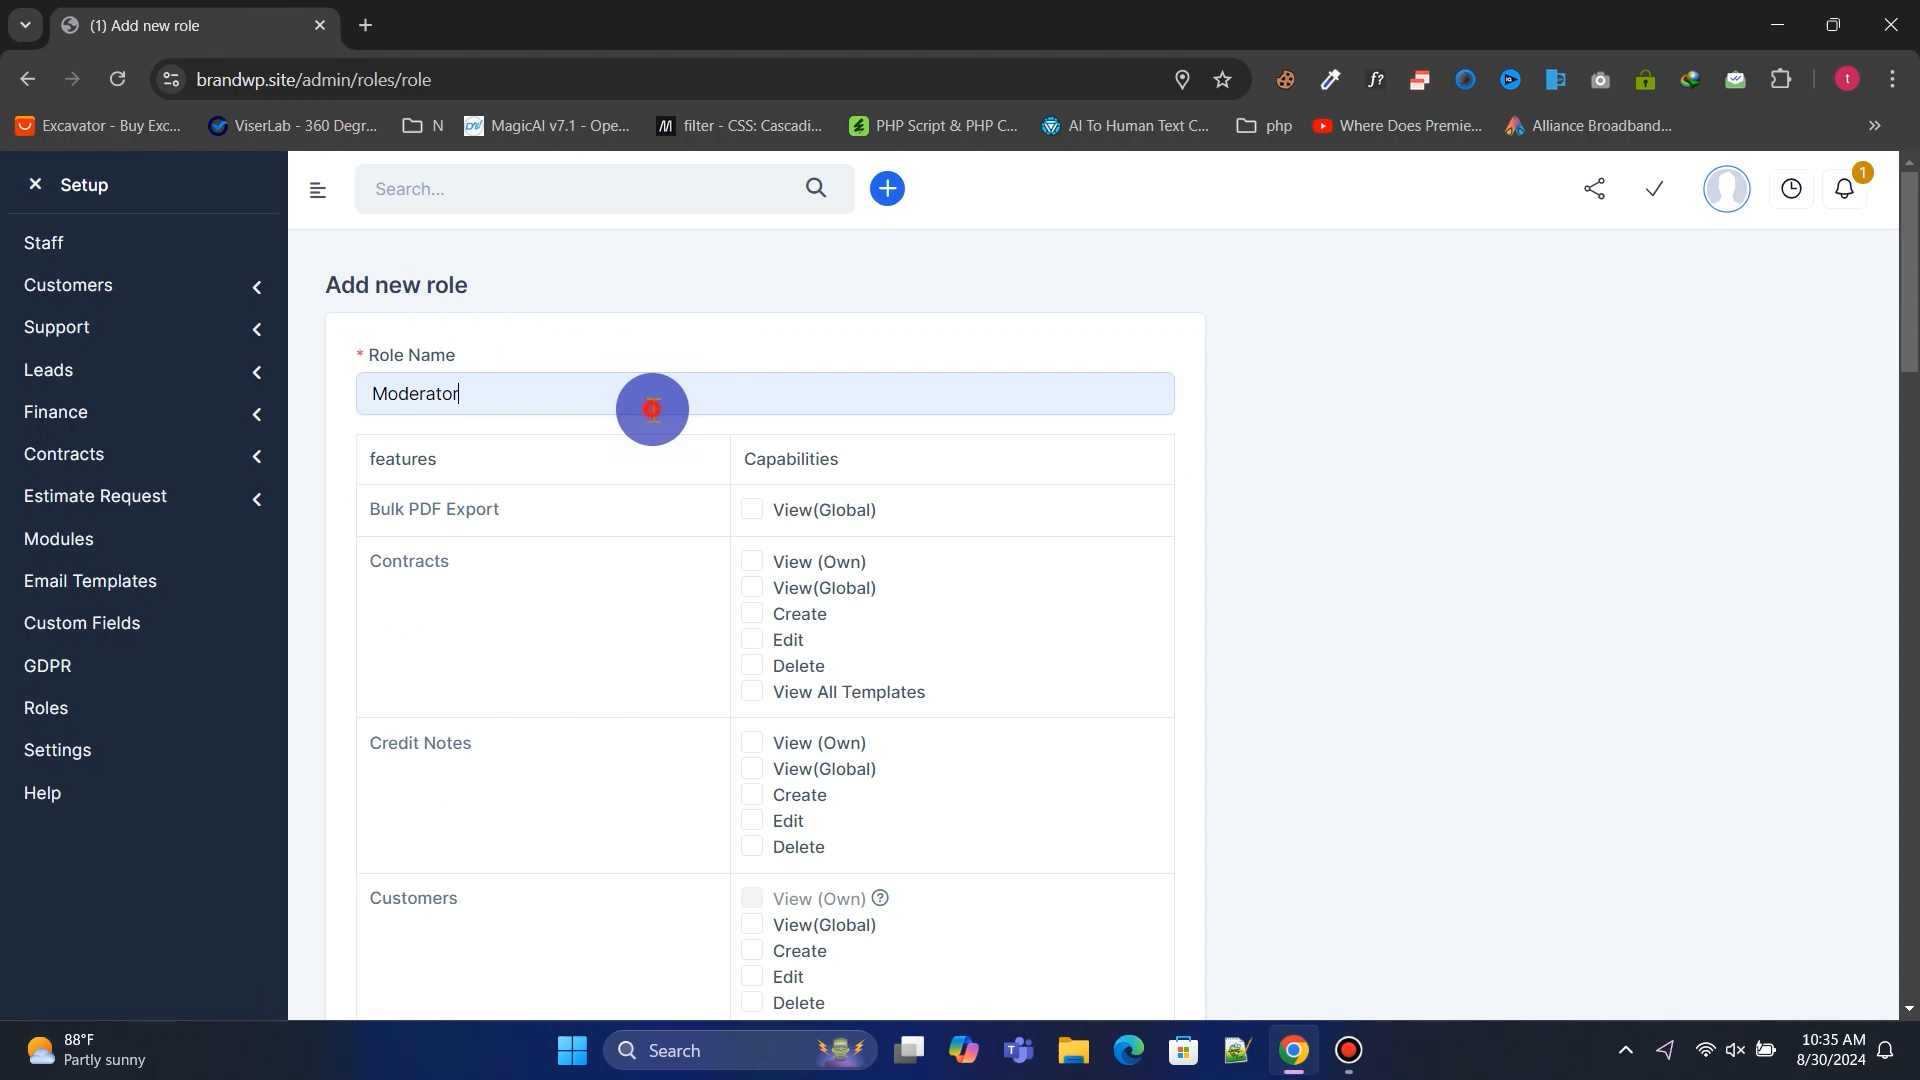 (1) Add new role
brandwp.site/admin/roles/role
f?
t
Excavator - Buy Exc...
ViserLab - 360 Degr...
N
MagicAI v7.1 - Ope...
filter - CSS: Cascadi...
PHP Script & PHP C...
AI To Human Text C...
php
Where Does Premie...
Alliance Broadband...
Setup
Search...
1
Staff
Customers
Support
Leads
Finance
Contracts
Estimate Request
Modules
Email Templates
Custom Fields
GDPR
Roles
Settings
Help
Add new role
* Role Name
Moderator
features Capabilities
Bulk PDF Export View(Global)
Contracts View (Own)
View(Global)
Create
Edit
Delete
View All Templates
Credit Notes View (Own)
View(Global)
Create
Edit
Delete
Customers View (Own)
View(Global)
Create
Edit
Delete
88°F
Partly sunny
Search
10:35 AM
8/30/2024